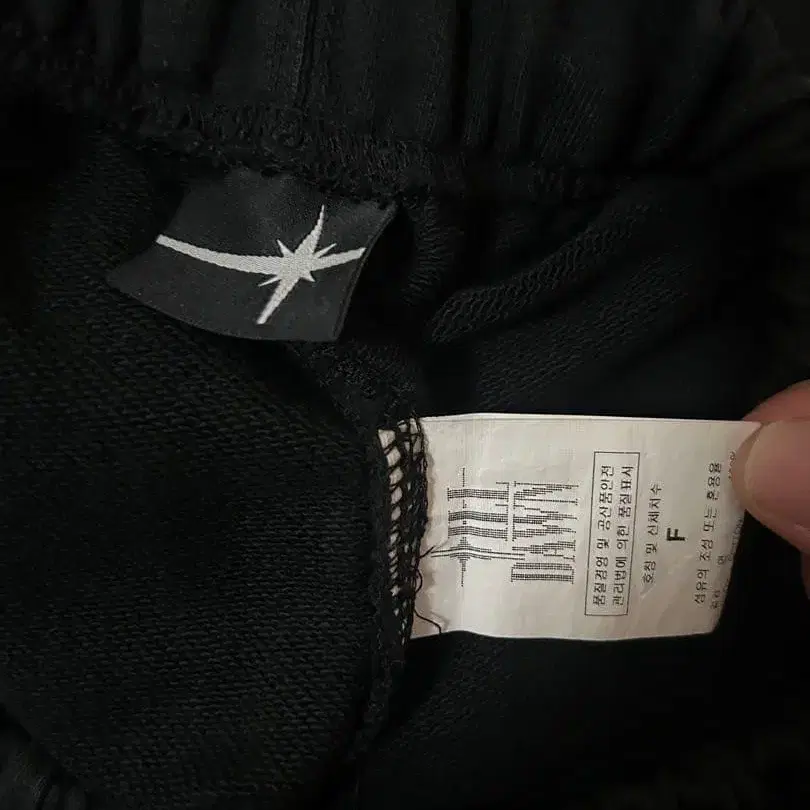 DAWN
품질경영 및 공산품안전
관리법에 의한 품질표시
호칭 및 신체치수
F
섬유의 조성 또는 혼용율